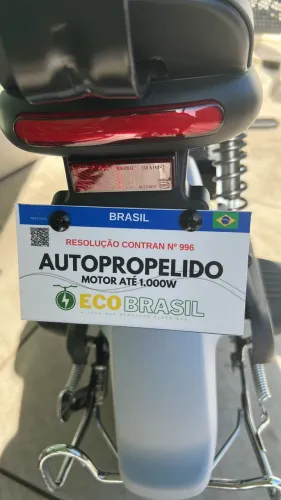 BRASIL
RESOLUÇÃO CONTRAN Nº 996
AUTOPROPELIDO
MOTOR ATÉ 1.000W
ECOBRASIL